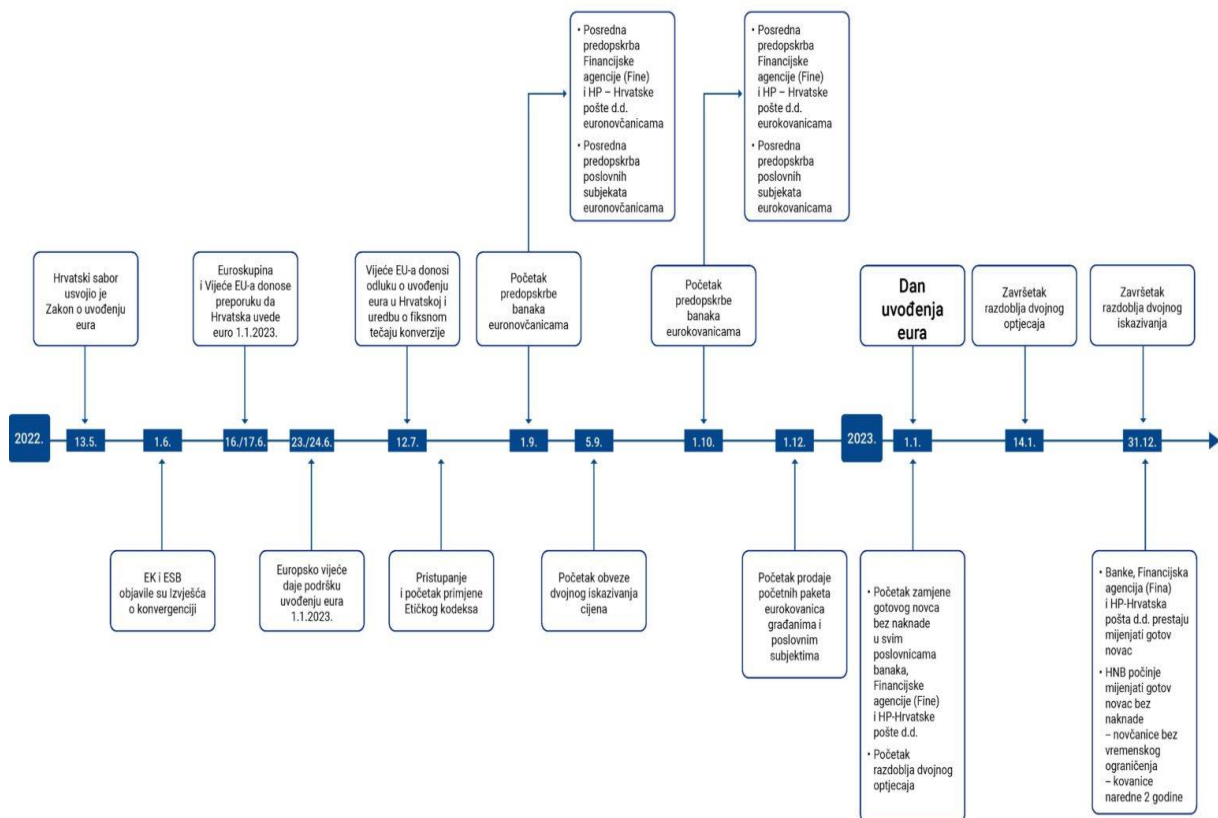 • Posredna
predopskrba
Financijske
agencije (Fine)
i HP – Hrvatske
pošte d.d.
euronovčanicama
• Posredna
predopskrba
poslovnih
subjekata
euronovčanicama
• Posredna
predopskrba
Financijske
agencije (Fine)
i HP – Hrvatske
pošte d.d.
eurokovanicama
• Posredna
predopskrba
poslovnih
subjekata
eurokovanicama
Hrvatski sabor
usvojio je
Zakon o uvođenju
eura
Euroskupina
i Vijeće EU-a donose
preporuku da
Hrvatska uvede
euro 1.1.2023.
Vijeće EU-a donosi
odluku o uvođenju
eura u Hrvatskoj i
uredbu o fiksnom
tečaju konverzije
Početak
predopskrbe
banaka
euronovčanicama
Početak
predopskrbe
banaka
eurokovanicama
Dan
uvođenja
eura
Završetak
razdoblja dvojnog
optjecaja
Završetak
razdoblja dvojnog
iskazivanja
2022. 13.5. 1.6. 16./17.6. 23./24.6. 12.7. 1.9. 5.9. 1.10. 1.12. 2023. 1.1. 14.1. 31.12.
EK i ESB
objavile su Izvješća
o konvergenciji
Europsko vijeće
daje podršku
uvođenju eura
1.1.2023.
Pristupanje
i početak primjene
Etičkog kodeksa
Početak obveze
dvojnog iskazivanja
cijena
Početak prodaje
početnih paketa
eurokovanica
građanima i
poslovnim
subjektima
• Početak zamjene
gotovog novca
bez naknade
u svim
poslovnicama
banaka,
Financijske
agencije (Fine)
i HP-Hrvatske
pošte d.d.
• Početak
razdoblja dvojnog
optjecaja
• Banke, Financijska
agencija (Fina)
i HP-Hrvatska
pošta d.d. prestaju
mijenjati gotov
novac
• HNB počinje
mijenjati gotov
novac bez
naknade
– novčanice bez
vremenskog
ograničenja
– kovanice
naredne 2 godine